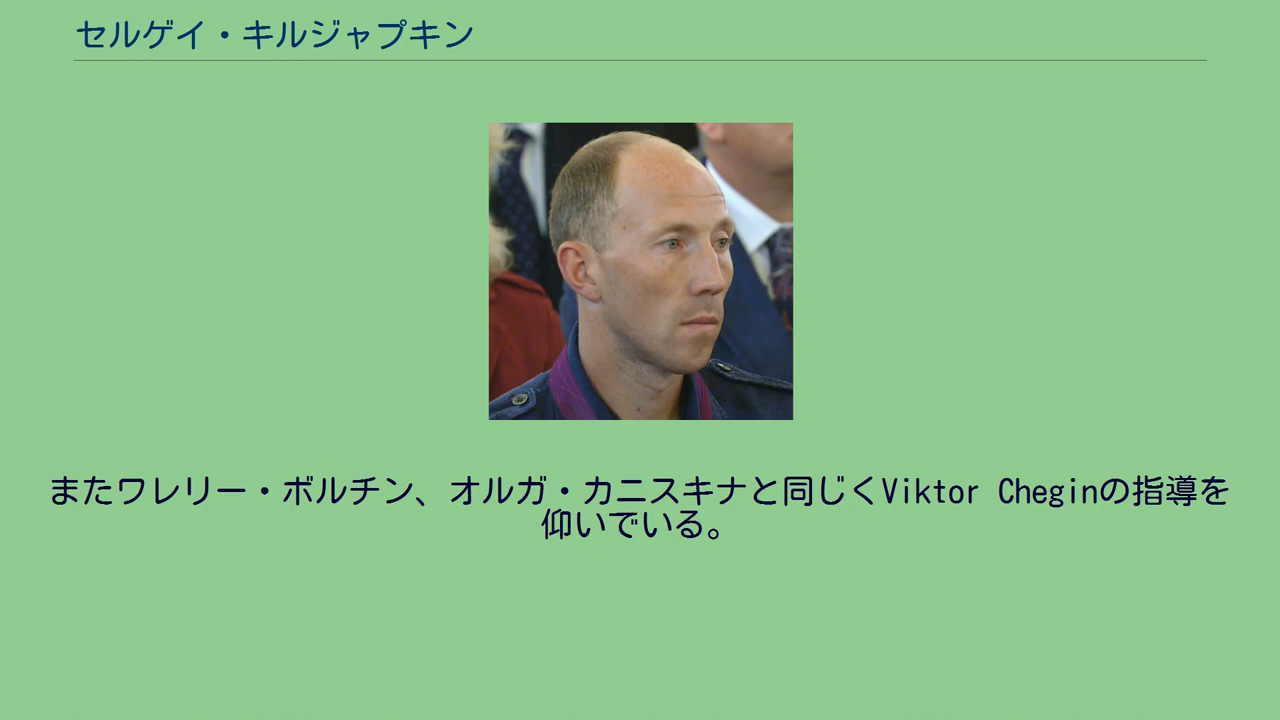 セルゲイ・キルジャプキン
またワレリー・ボルチン、オルガ・カニスキナと同じくViktor Cheginの指導を
仰いでいる。